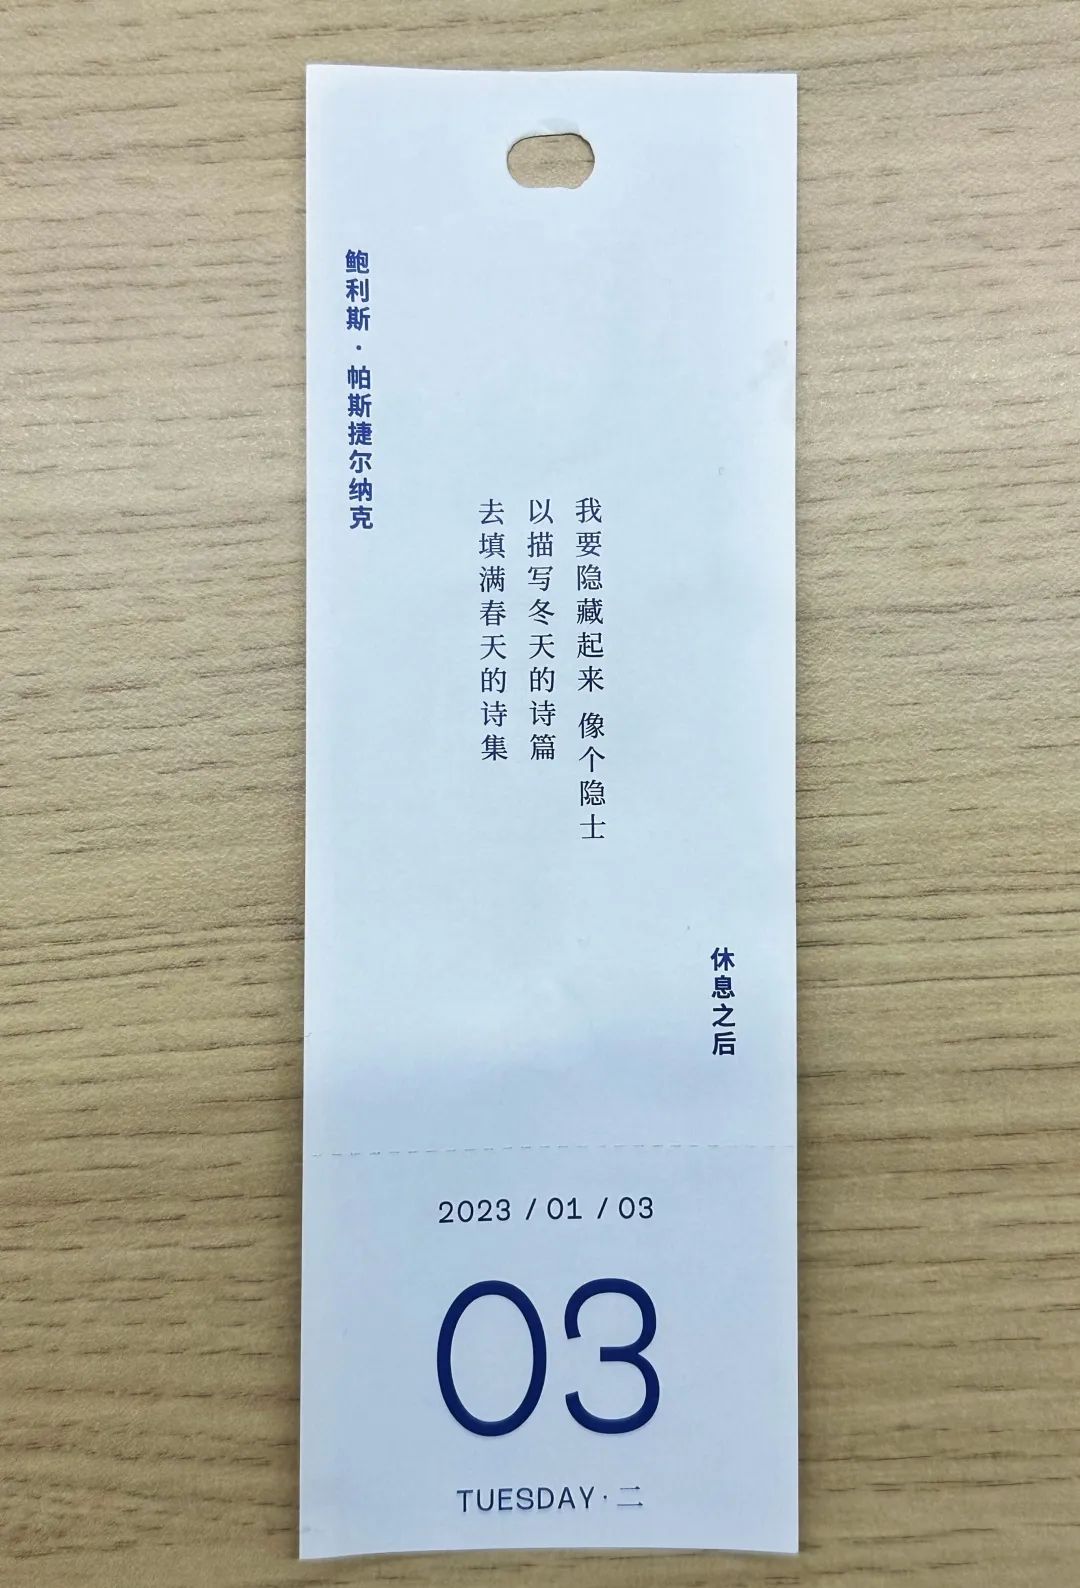 鲍利斯·帕斯捷尔纳克
我要隐藏起来 像个隐士
以描写冬天的诗篇
去填满春天的诗集
休息之后
2023 / 01 / 03
03
TUESDAY·二